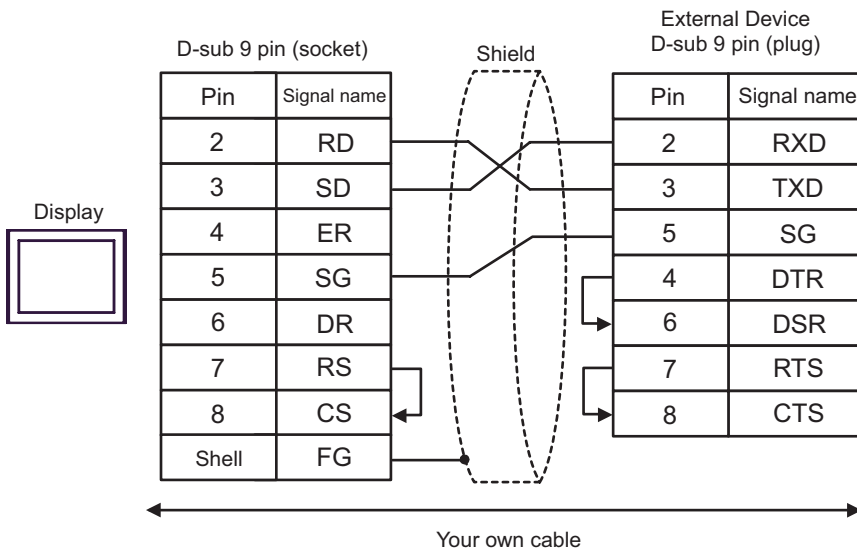 External Device
D-sub 9 pin (socket)
Shield
D-sub 9 pin (plug)
Pin Signal name
Pin Signal name
2 RD
2 RXD
3 SD
3 TXD
Display
4 ER
5 SG
5 SG
4 DTR
6 DR
6 DSR
7 RS
7 RTS
8 CS
8 CTS
Shell FG
Your own cable